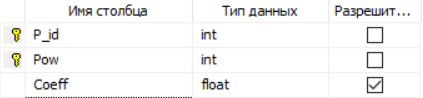 Имя столбца Тип данных Разрешит...
P_id int
Pow int
Coeff float